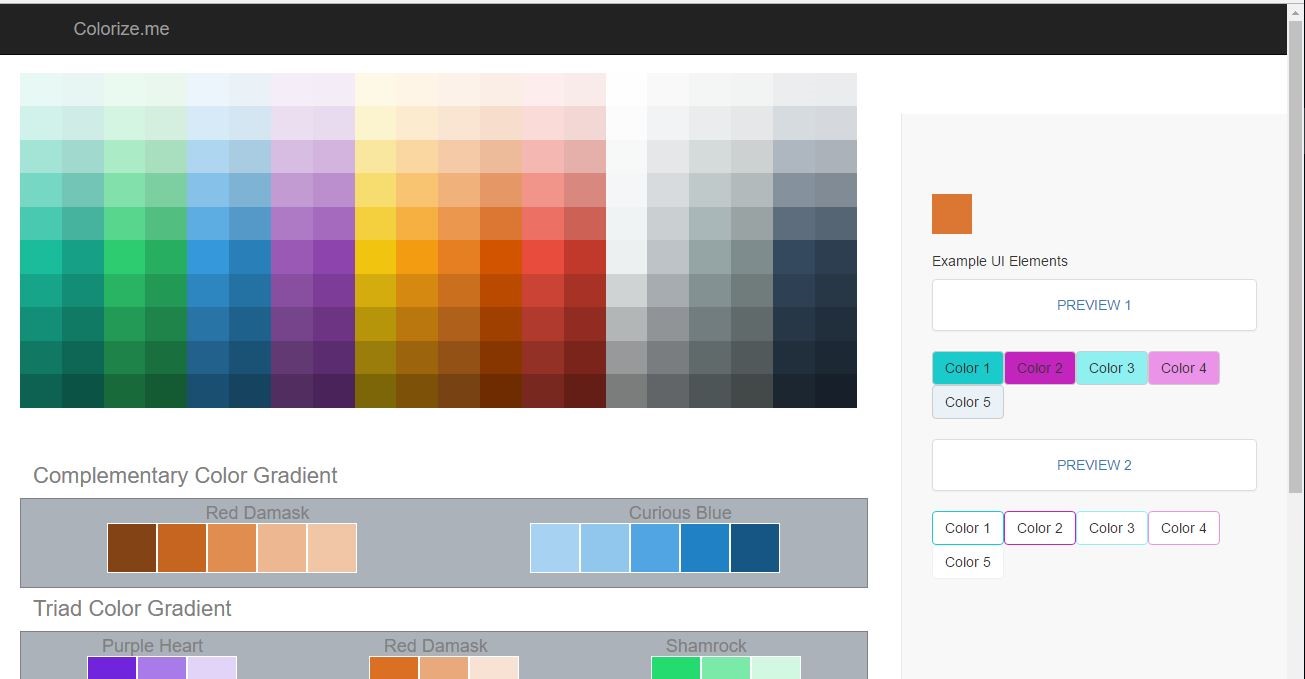 Colorize.me
Example UI Elements
PREVIEW 1
Color 1 Color 2 Color 3 Color 4
Color 5
PREVIEW 2
Color 1 Color 2 Color 3 Color 4
Color 5
Complementary Color Gradient
Red Damask Curious Blue
Triad Color Gradient
Purple Heart Red Damask Shamrock